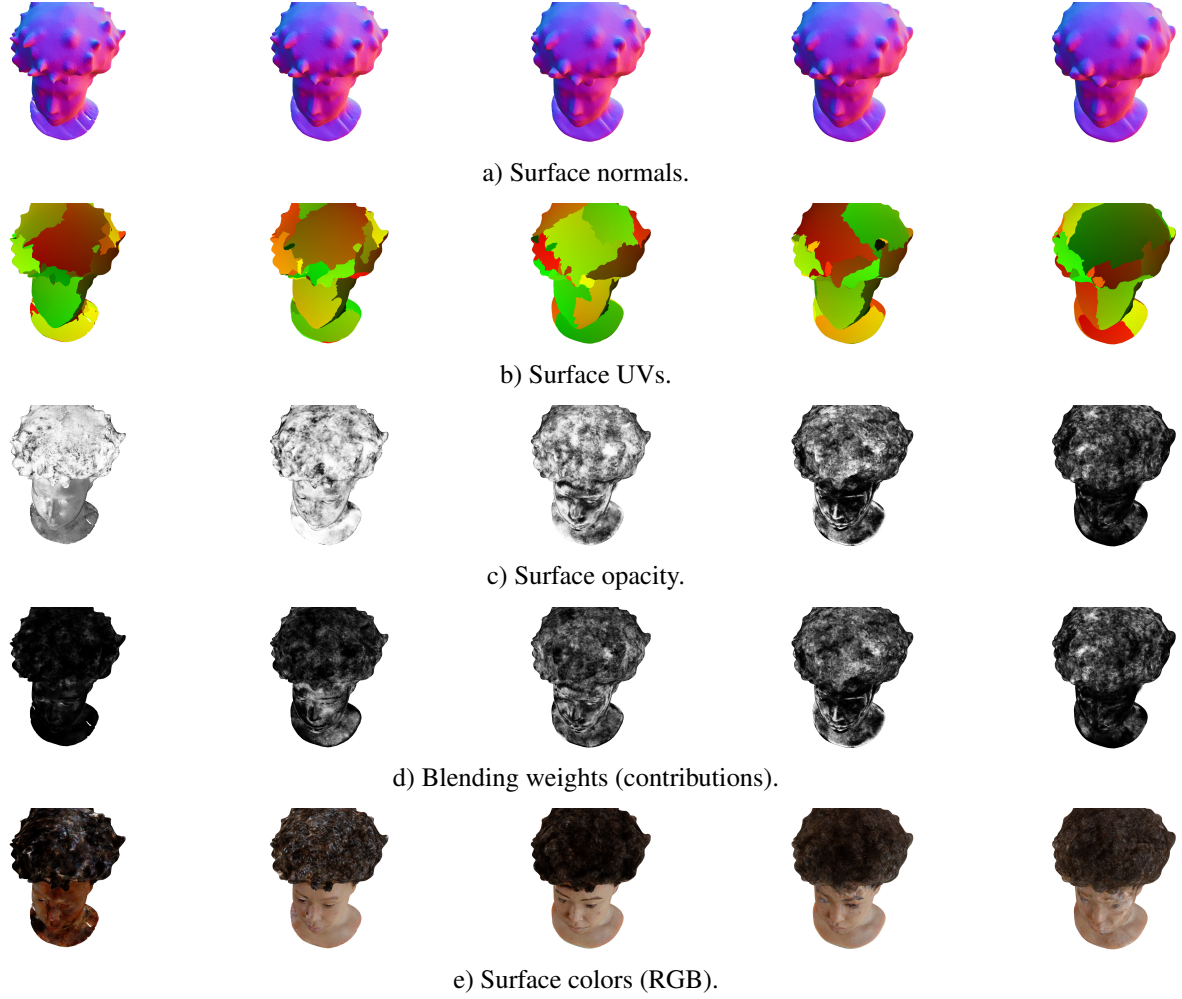 a) Surface normals.
b) Surface UVs.
c) Surface opacity.
d) Blending weights (contributions).
e) Surface colors (RGB).